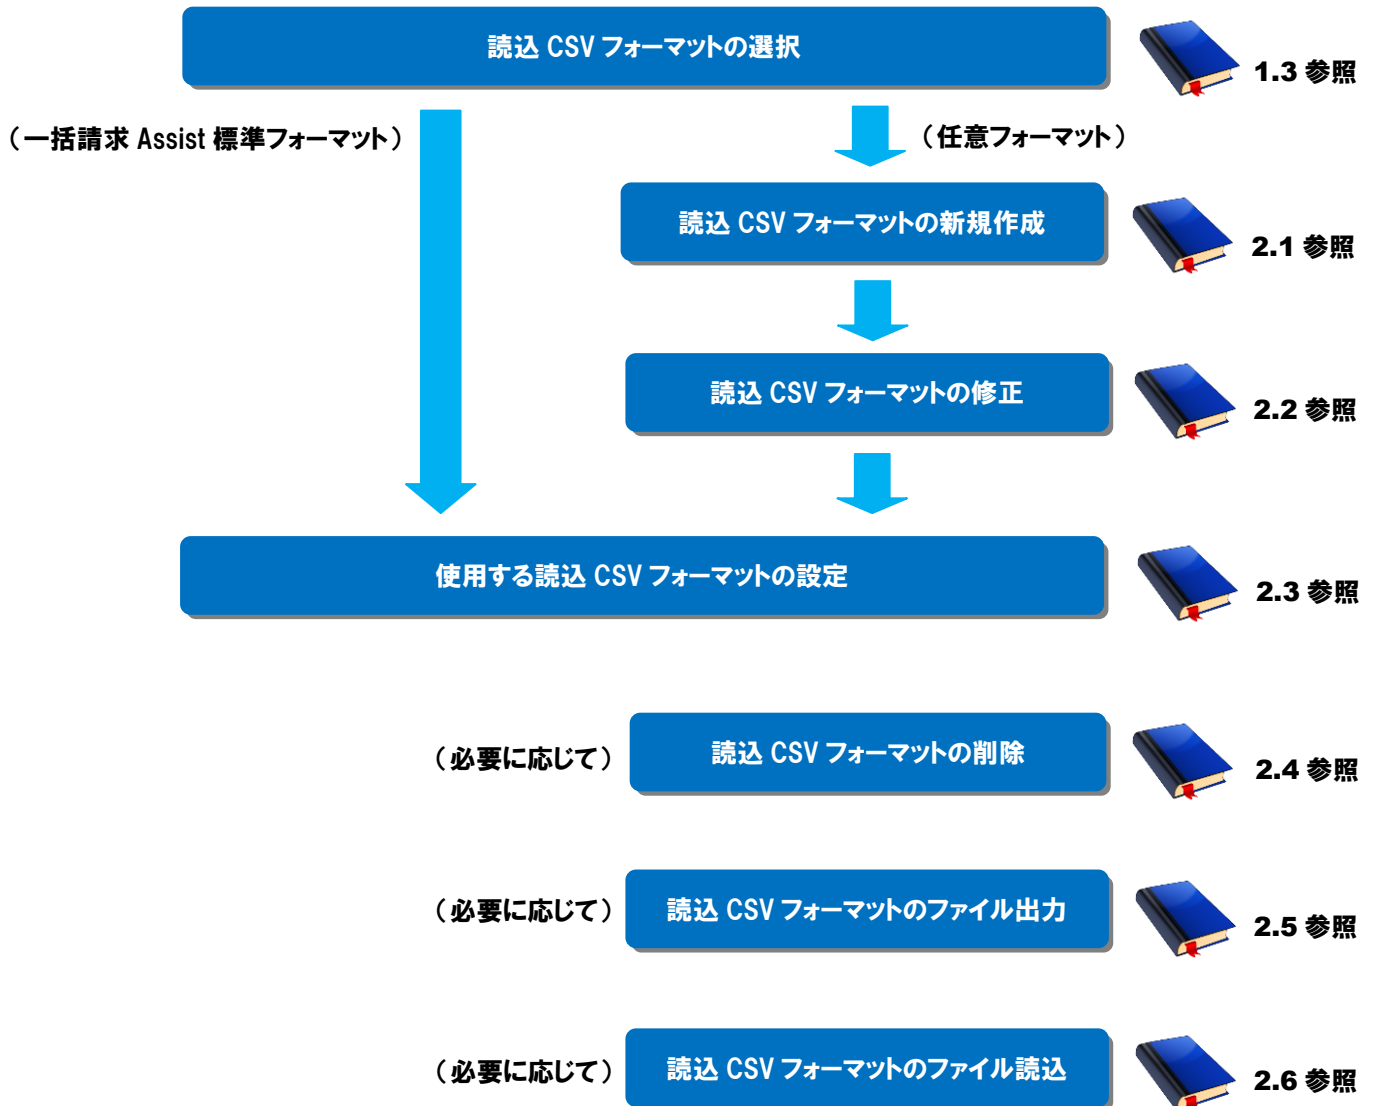 読込 CSV フォーマットの選択
1.3 参照
（一括請求 Assist 標準フォーマット）
（任意フォーマット）
読込 CSV フォーマットの新規作成
2.1 参照
読込 CSV フォーマットの修正
2.2 参照
使用する読込 CSV フォーマットの設定
2.3 参照
（必要に応じて）
読込 CSV フォーマットの削除
2.4 参照
（必要に応じて）
読込 CSV フォーマットのファイル出力
2.5 参照
（必要に応じて）
読込 CSV フォーマットのファイル読込
2.6 参照